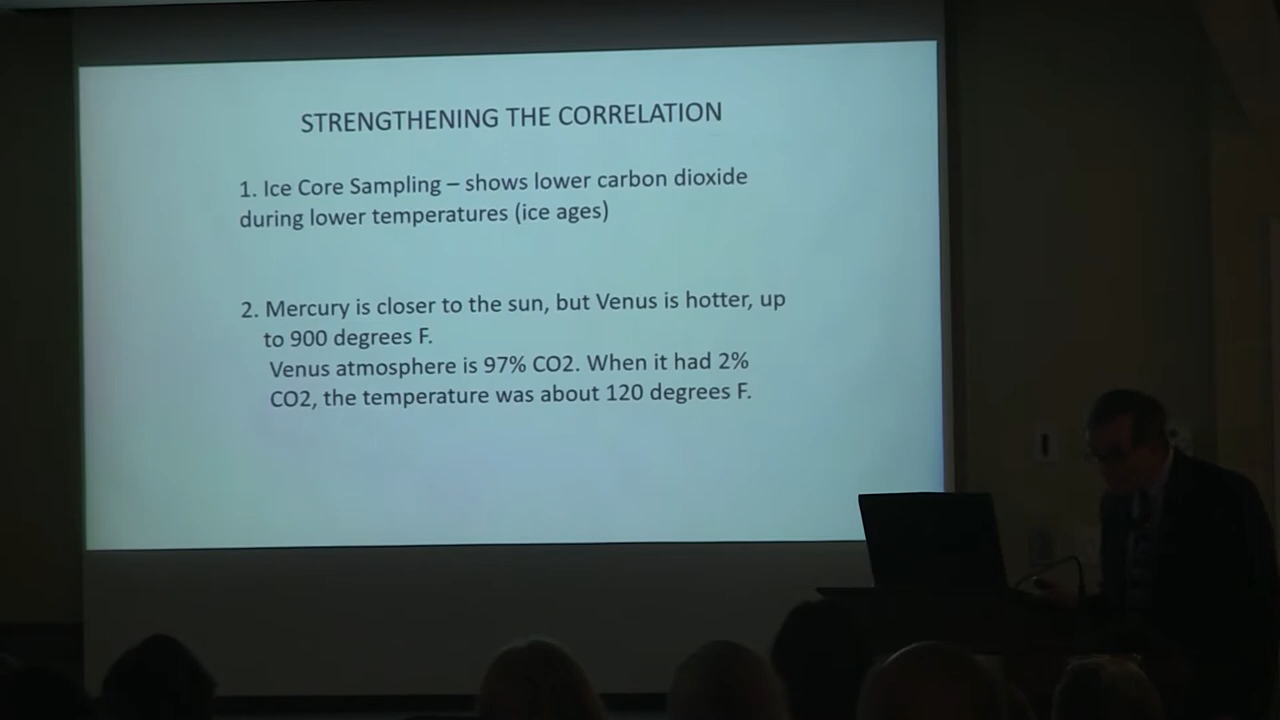 STRENGTHENING THE CORRELATION
1. Ice Core Sampling – shows lower carbon dioxide
during lower temperatures (ice ages)
2. Mercury is closer to the sun, but Venus is hotter, up
to 900 degrees F.
Venus atmosphere is 97% CO2. When it had 2%
CO2, the temperature was about 120 degrees F.